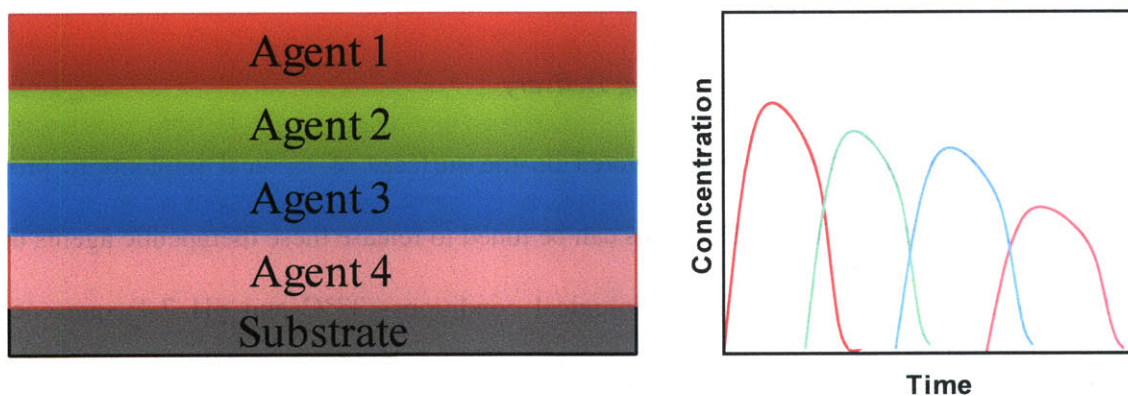 Agent 1
Agent 2
Agent 3
Agent 4
Substrate
Concentration
Time